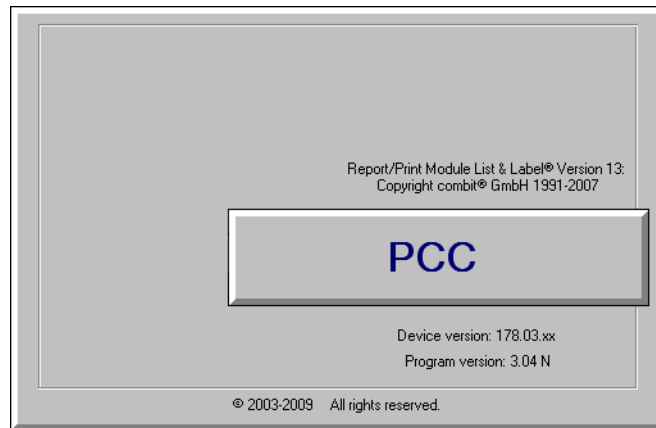 Report/Print Module List & Label® Version 13:
Copyright combit® GmbH 1991-2007
PCC
Device version: 178.03.xx
Program version: 3.04 N
© 2003-2009 All rights reserved.